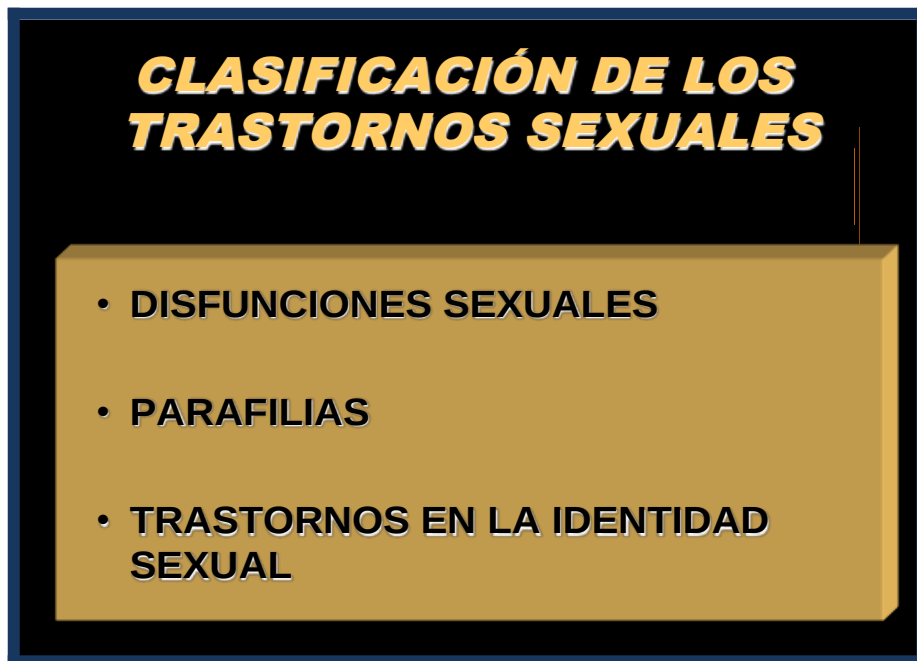 CLASIFICACIÓN DE LOS
TRASTORNOS SEXUALES
• DISFUNCIONES SEXUALES
• PARAFILIAS
• TRASTORNOS EN LA IDENTIDAD
SEXUAL